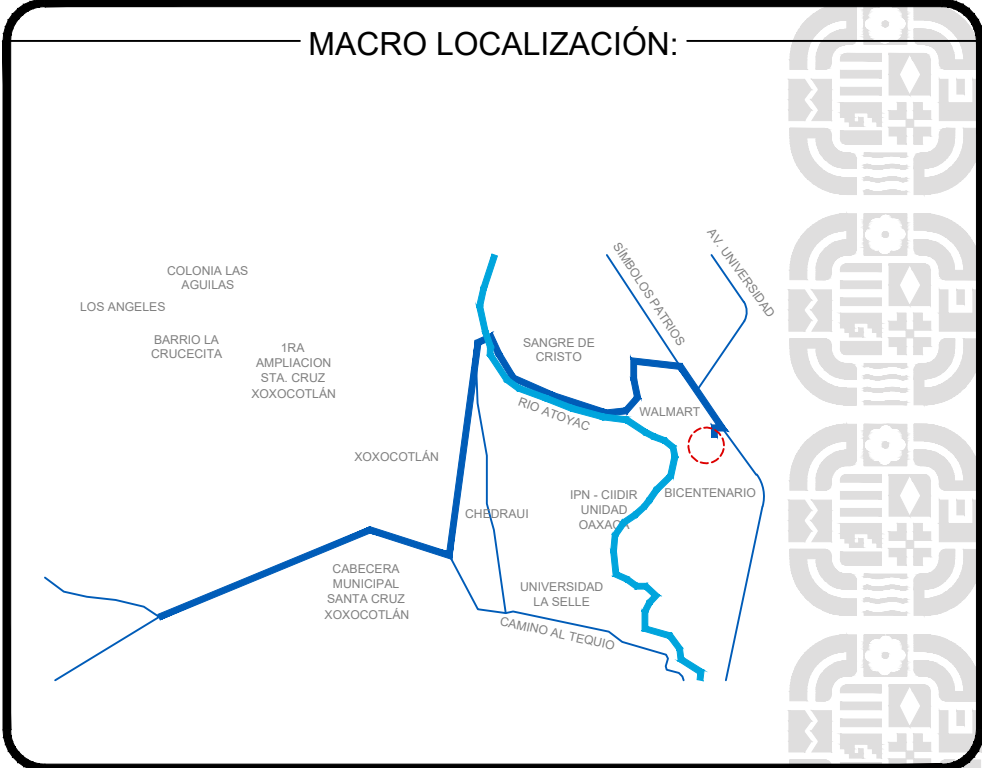 MACRO LOCALIZACIÓN:
SÍMBOLOS PATRIOS
AV. UNIVERSIDAD
COLONIA LAS
AGUILAS
LOS ANGELES
BARRIO LA
CRUCECITA
1RA
AMPLIACION
STA. CRUZ
XOXOCOTLÁN
SANGRE DE
CRISTO
RIO ATOYAC
WALMART
XOXOCOTLÁN
CHEDRAUI
IPN - CIIDIR
UNIDAD
OAXACA
BICENTENARIO
CABECERA
MUNICIPAL
SANTA CRUZ
XOXOCOTLÁN
UNIVERSIDAD
LA SELLE
CAMINO AL TEQUIO